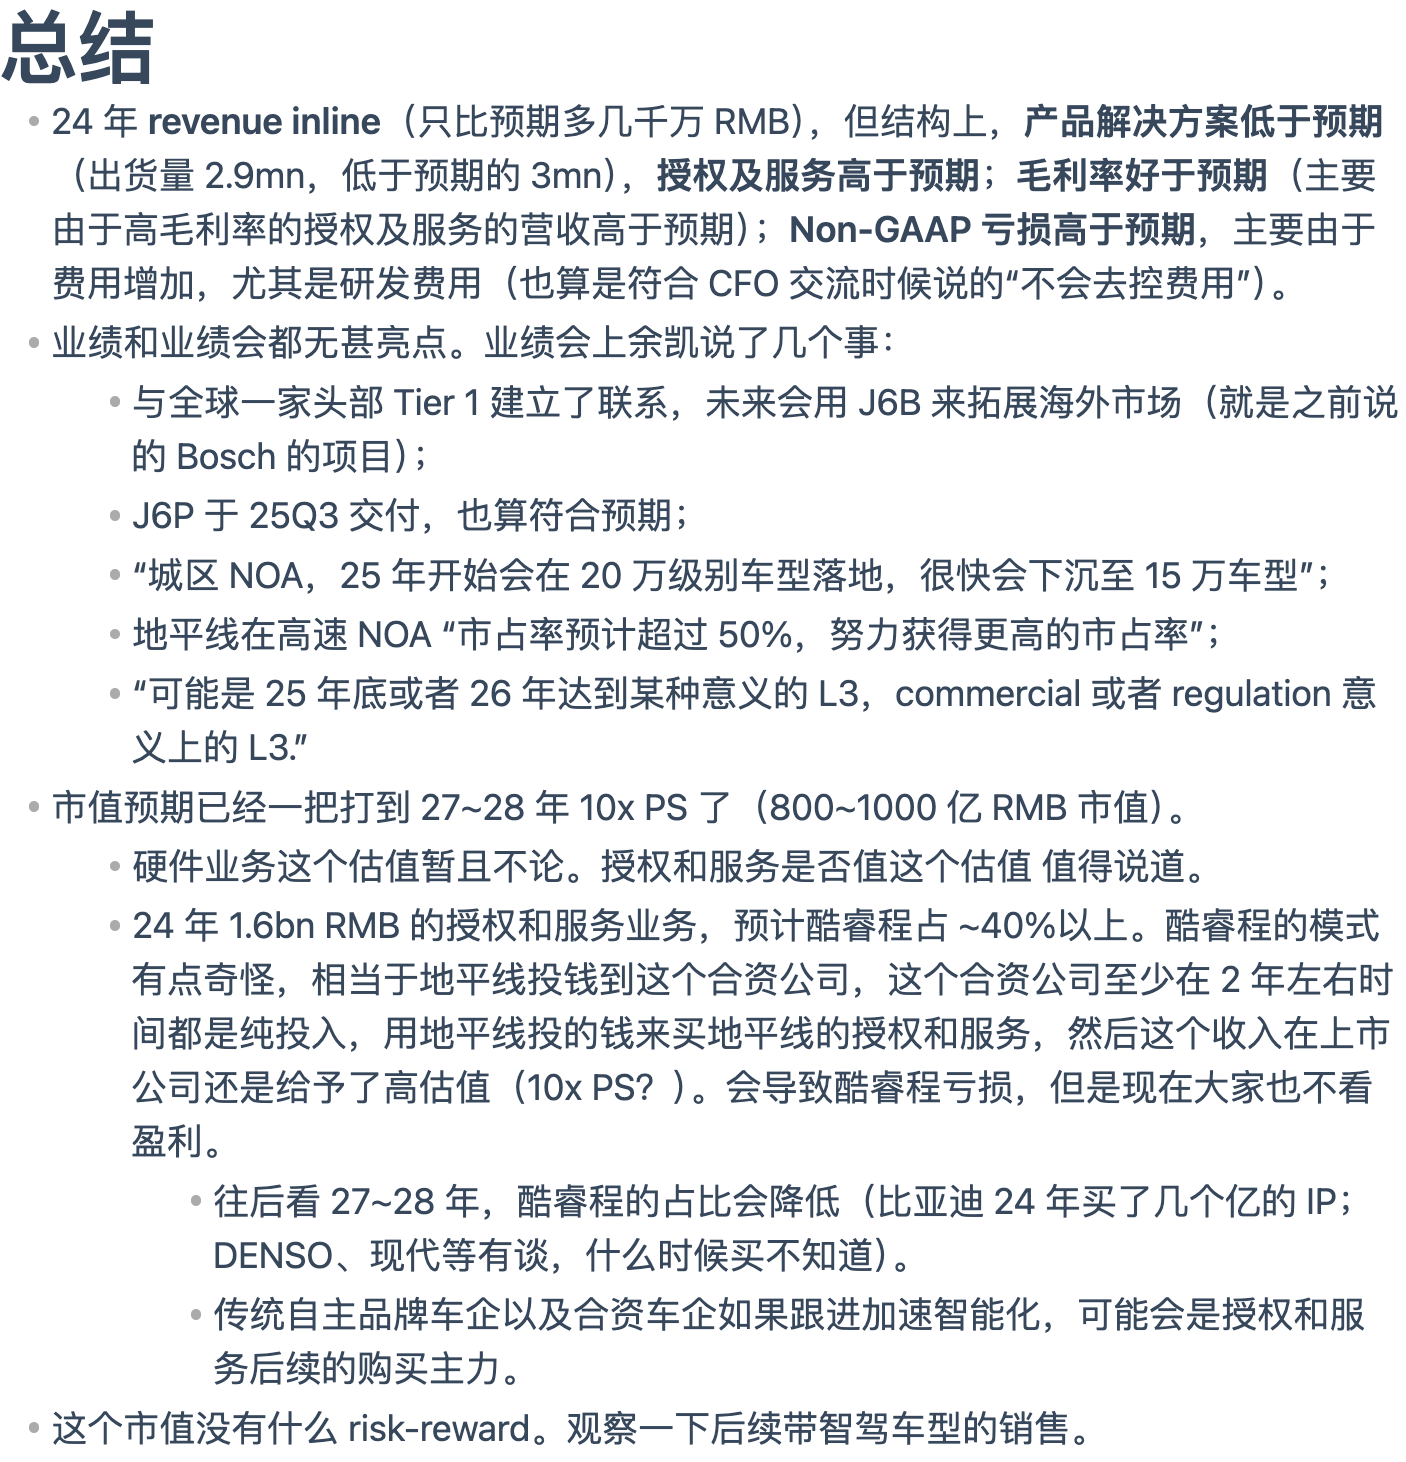 总结
24 年 revenue inline（只比预期多几千万 RMB），但结构上，产品解决方案低于预期
（出货量 2.9mn，低于预期的 3mn），授权及服务高于预期；毛利率好于预期（主要
由于高毛利率的授权及服务的营收高于预期）；Non-GAAP 亏损高于预期，主要由于
费用增加，尤其是研发费用（也算是符合 CFO 交流时候说的“不会去控费用”）。
业绩和业绩会都无甚亮点。业绩会上余凯说了几个事：
与全球一家头部 Tier 1 建立了联系，未来会用 J6B 来拓展海外市场（就是之前说
的 Bosch 的项目）；
J6P 于 25Q3 交付，也算符合预期；
“城区 NOA，25 年开始会在 20 万级别车型落地，很快会下沉至 15 万车型”；
地平线在高速 NOA “市占率预计超过 50%，努力获得更高的市占率”；
“可能是 25 年底或者 26 年达到某种意义的 L3，commercial 或者 regulation 意
义上的 L3.”
市值预期已经一把打到 27~28 年 10x PS 了（800~1000 亿 RMB 市值）。
硬件业务这个估值暂且不论。授权和服务是否值这个估值 值得说道。
24 年 1.6bn RMB 的授权和服务业务，预计酷睿程占 ~40%以上。酷睿程的模式
有点奇怪，相当于地平线投钱到这个合资公司，这个合资公司至少在 2 年左右时
间都是纯投入，用地平线投的钱来买地平线的授权和服务，然后这个收入在上市
公司还是给予了高估值（10x PS？）。会导致酷睿程亏损，但是现在大家也不看
盈利。
往后看 27~28 年，酷睿程的占比会降低（比亚迪 24 年买了几个亿的 IP；
DENSO、现代等有谈，什么时候买不知道）。
传统自主品牌车企以及合资车企如果跟进加速智能化，可能会是授权和服
务后续的购买主力。
这个市值没有什么 risk-reward。观察一下后续带智驾车型的销售。